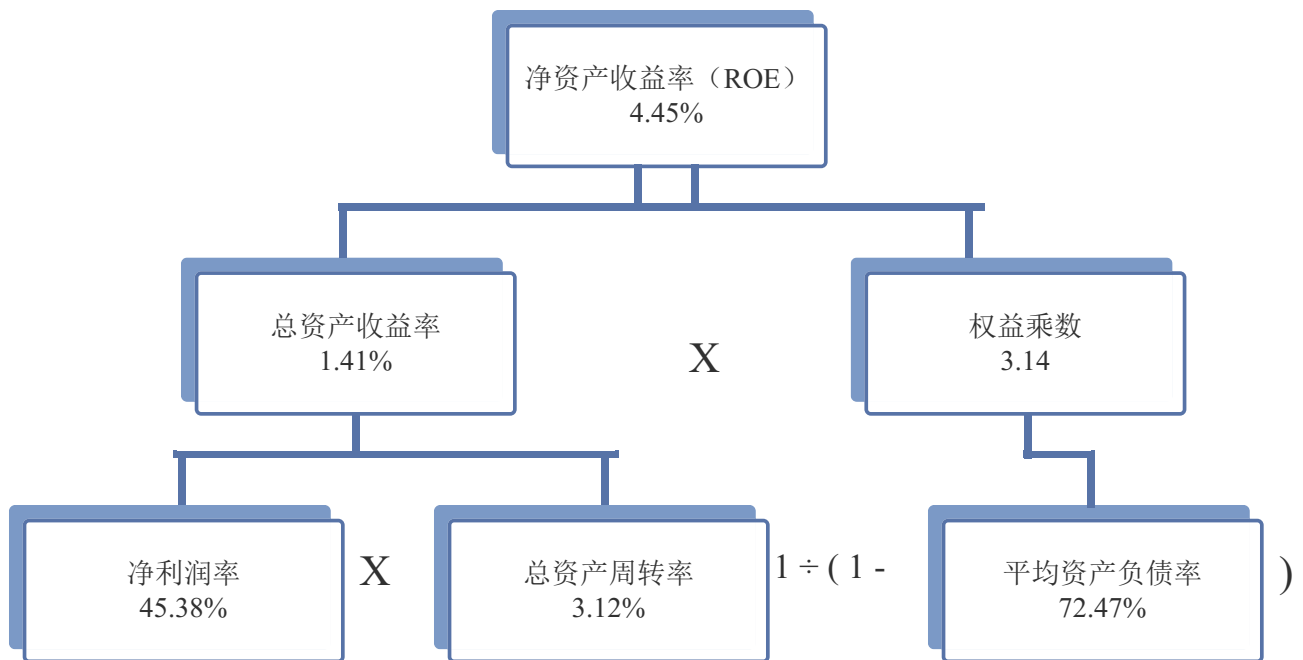 净资产收益率（ROE）
4.45%
总资产收益率
1.41%
X
权益乘数
3.14
净利润率
45.38%
X
总资产周转率
3.12%
1 ÷ ( 1 -
平均资产负债率
72.47%
)